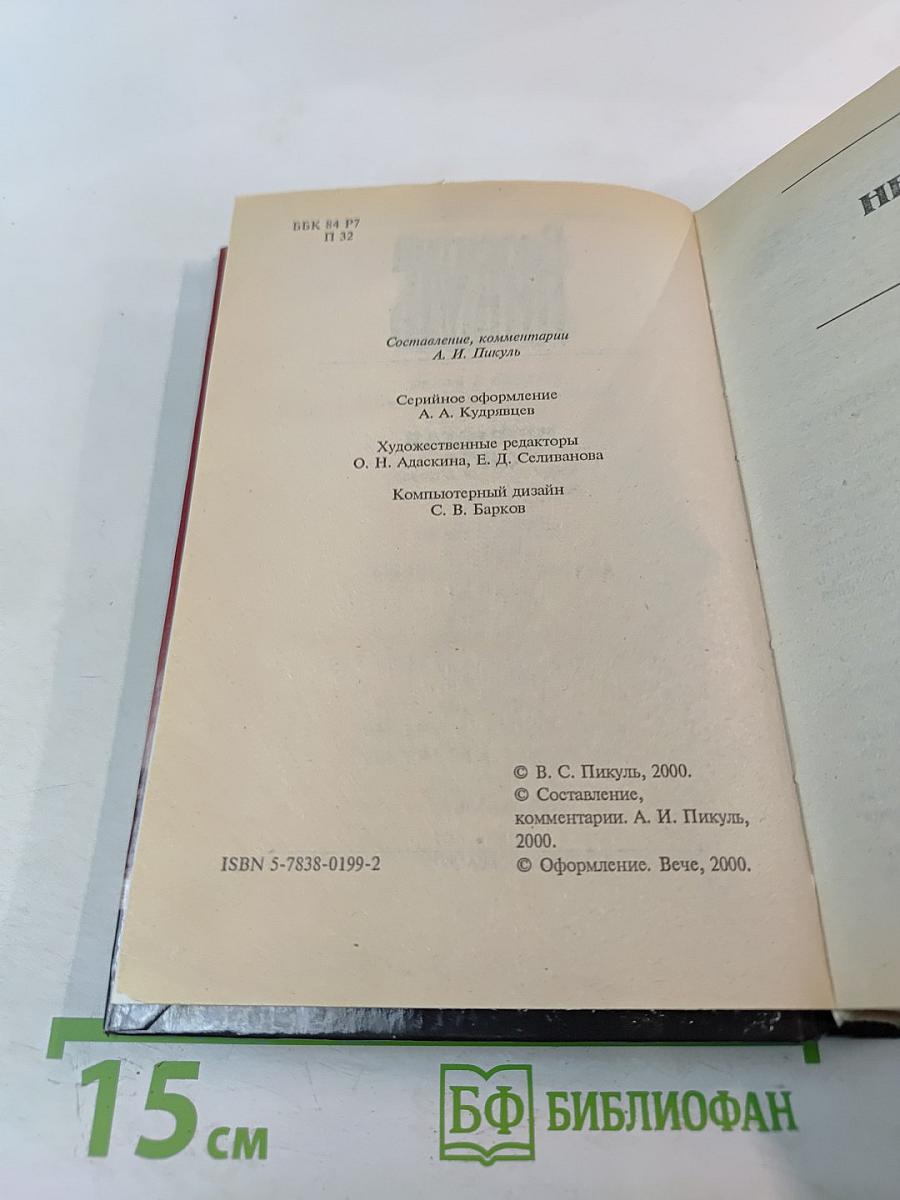 ББК 84 Р7
П 32
Составление, комментарии
А. И. Пикуль
Серийное оформление
А. А. Кудрявцев
Художественные редакторы
О. Н. Адаскина, Е. Д. Селиванова
Компьютерный дизайн
С. В. Барков
© В. С. Пикуль, 2000.
© Составление,
комментарии. А. И. Пикуль,
2000.
ISBN 5-7838-0199-2
© Оформление. Вече, 2000.
15 см
БФ БИБЛИОФАН